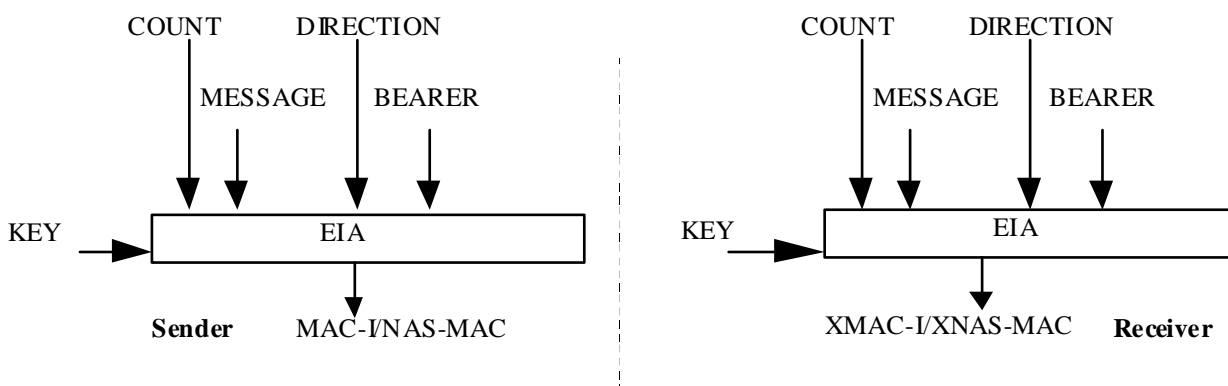 COUNT DIRECTION COUNT DIRECTION
MESSAGE BEARER MESSAGE BEARER
KEY EIA KEY EIA
Sender MAC-I/NAS-MAC XMAC-I/XNAS-MAC Receiver